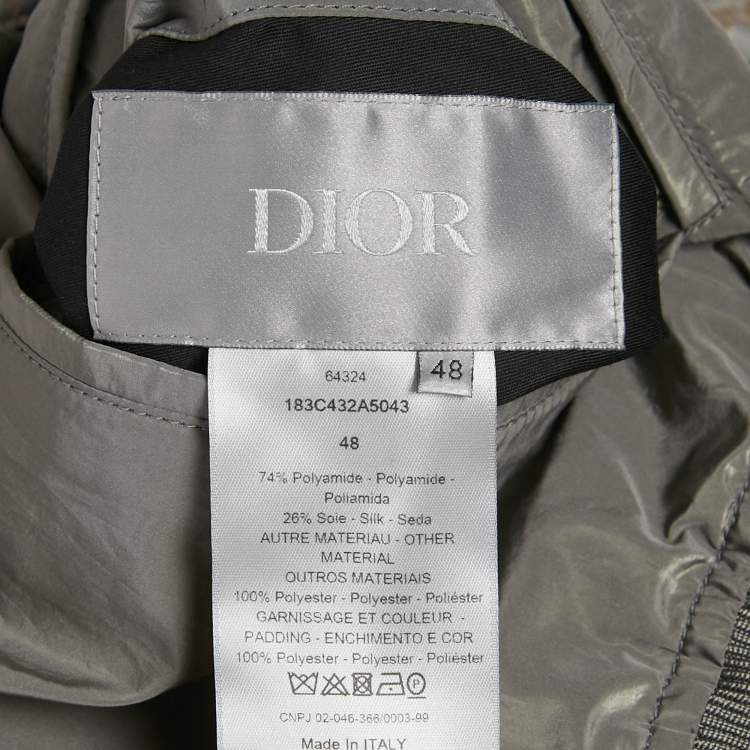 DIOR
64324
48
183C432A5043
48
74% Polyamide - Polyamide -
Poliamida
26% Soie - Silk - Seda
AUTRE MATERIAU - OTHER
MATERIAL
OUTROS MATERIAIS
100% Polyester - Polyester - Poliéster
GARNISSAGE ET COULEUR -
PADDING - ENCHIMENTO E COR
100% Polyester - Polyester - Poliéster
CNPJ 02-046-366/0003-99
Made In ITALY